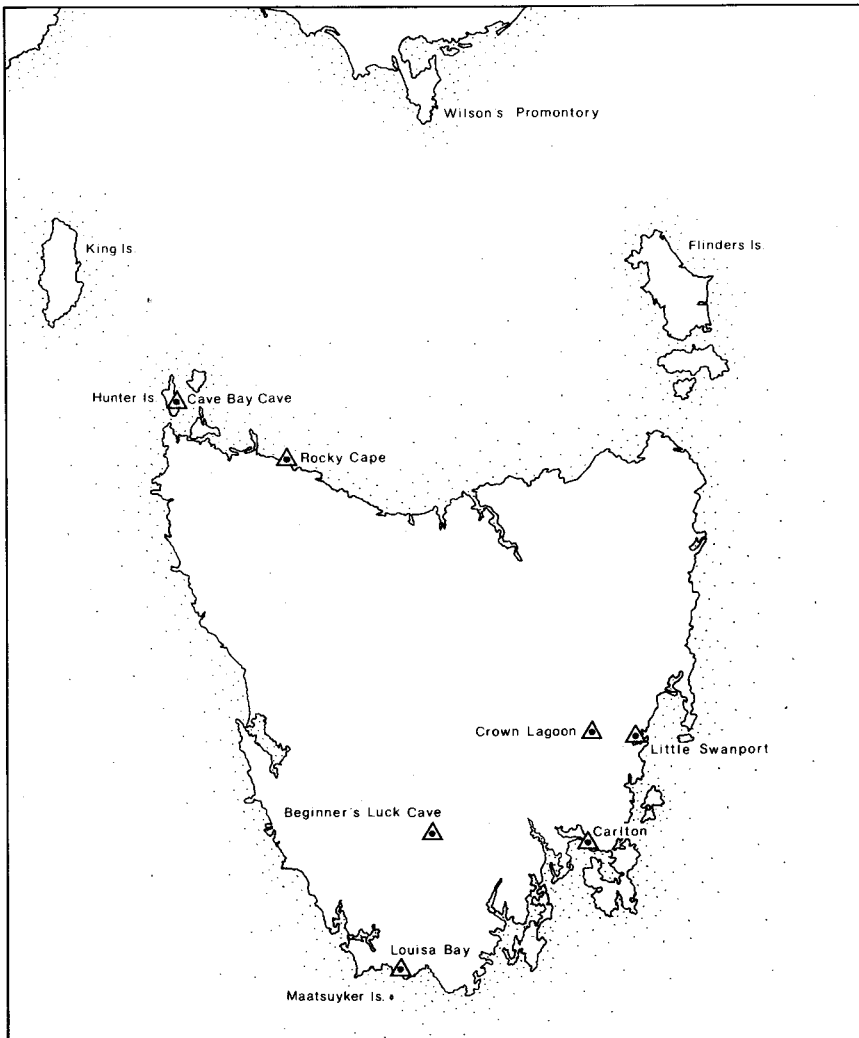 Wilson's Promontory
King Is.
Flinders Is.
Hunter Is.
Cave Bay Cave
Rocky Cape
Crown Lagoon
Little Swanport
Beginner's Luck Cave
Carlton
Louisa Bay
Maatsuyker Is.